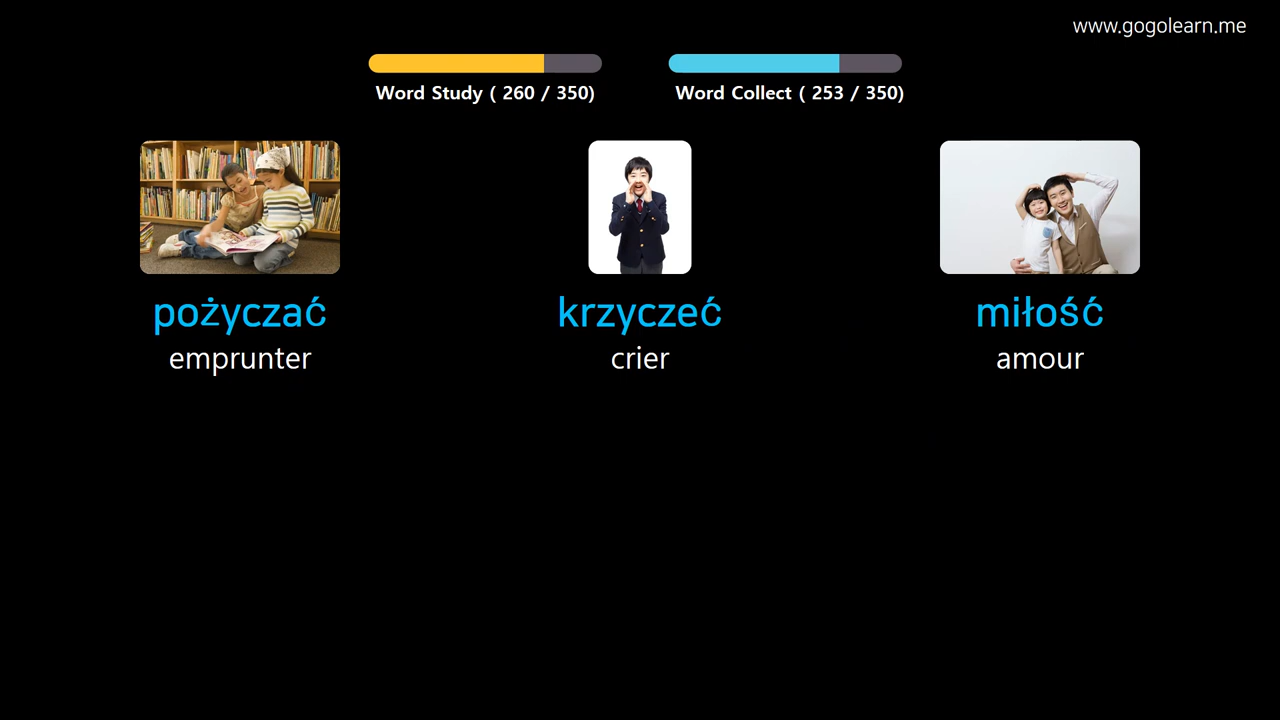 www.gogolearn.me
Word Study ( 260 / 350)
Word Collect ( 253 / 350)
pożyczać
emprunter
krzyczeć
crier
miłość
amour